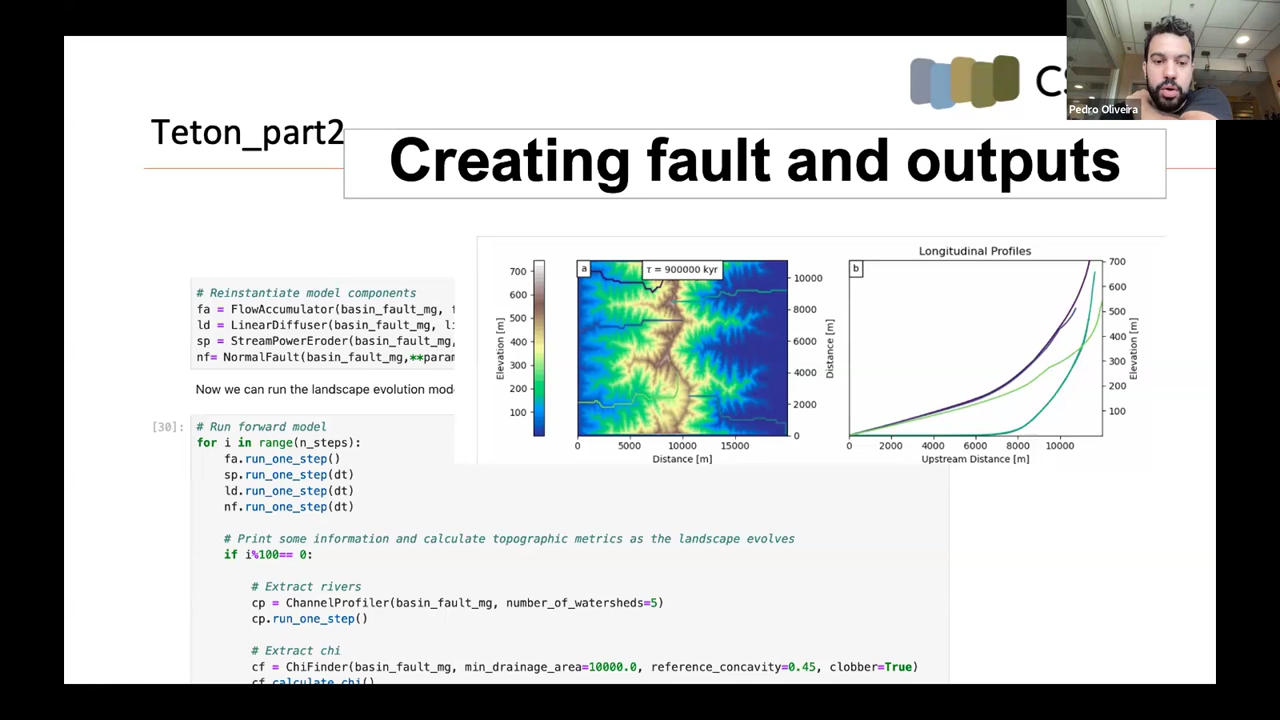 CS
Pedro Oliveira
Teton_part2
Creating fault and outputs
# Reinstantiate model components
fa = FlowAccumulator(basin_fault_mg, f
ld = LinearDiffuser(basin_fault_mg, li
sp = StreamPowerEroder(basin_fault_mg,
nf= NormalFault(basin_fault_mg,**param
Now we can run the landscape evolution mod
[30]:
# Run forward model
for i in range(n_steps):
fa.run_one_step()
sp.run_one_step(dt)
ld.run_one_step(dt)
nf.run_one_step(dt)
# Print some information and calculate topographic metrics as the landscape evolves
if i%100== 0:
# Extract rivers
cp = ChannelProfiler(basin_fault_mg, number_of_watersheds=5)
cp.run_one_step()
# Extract chi
cf = ChiFinder(basin_fault_mg, min_drainage_area=10000.0, reference_concavity=0.45, clobber=True)
cf.calculate_chi()
Elevation [m]
700
600
500
400
300
200
100
a
τ = 900000 kyr
10000
8000
6000
4000
2000
0
Distance [m]
0
5000
10000
15000
Distance [m]
Longitudinal Profiles
b
700
600
500
400
300
200
100
Elevation [m]
0
2000
4000
6000
8000
10000
Upstream Distance [m]